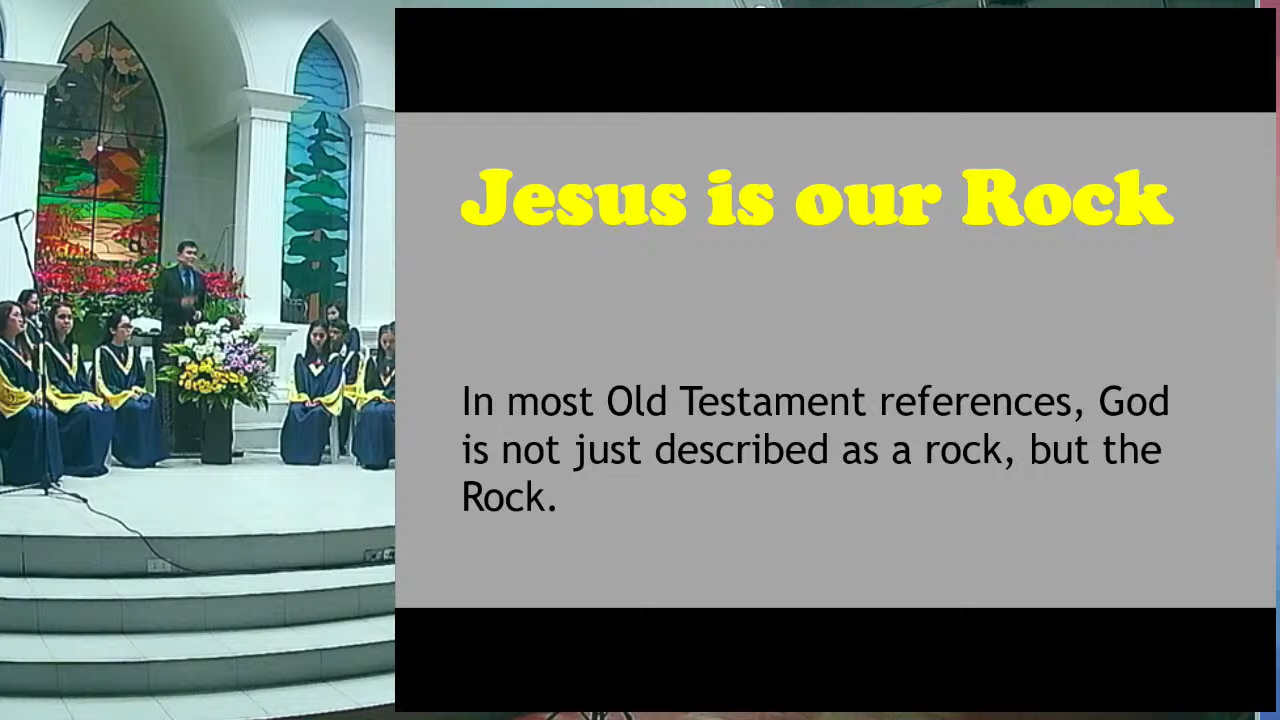 Jesus is our Rock
In most Old Testament references, God
is not just described as a rock, but the
Rock.